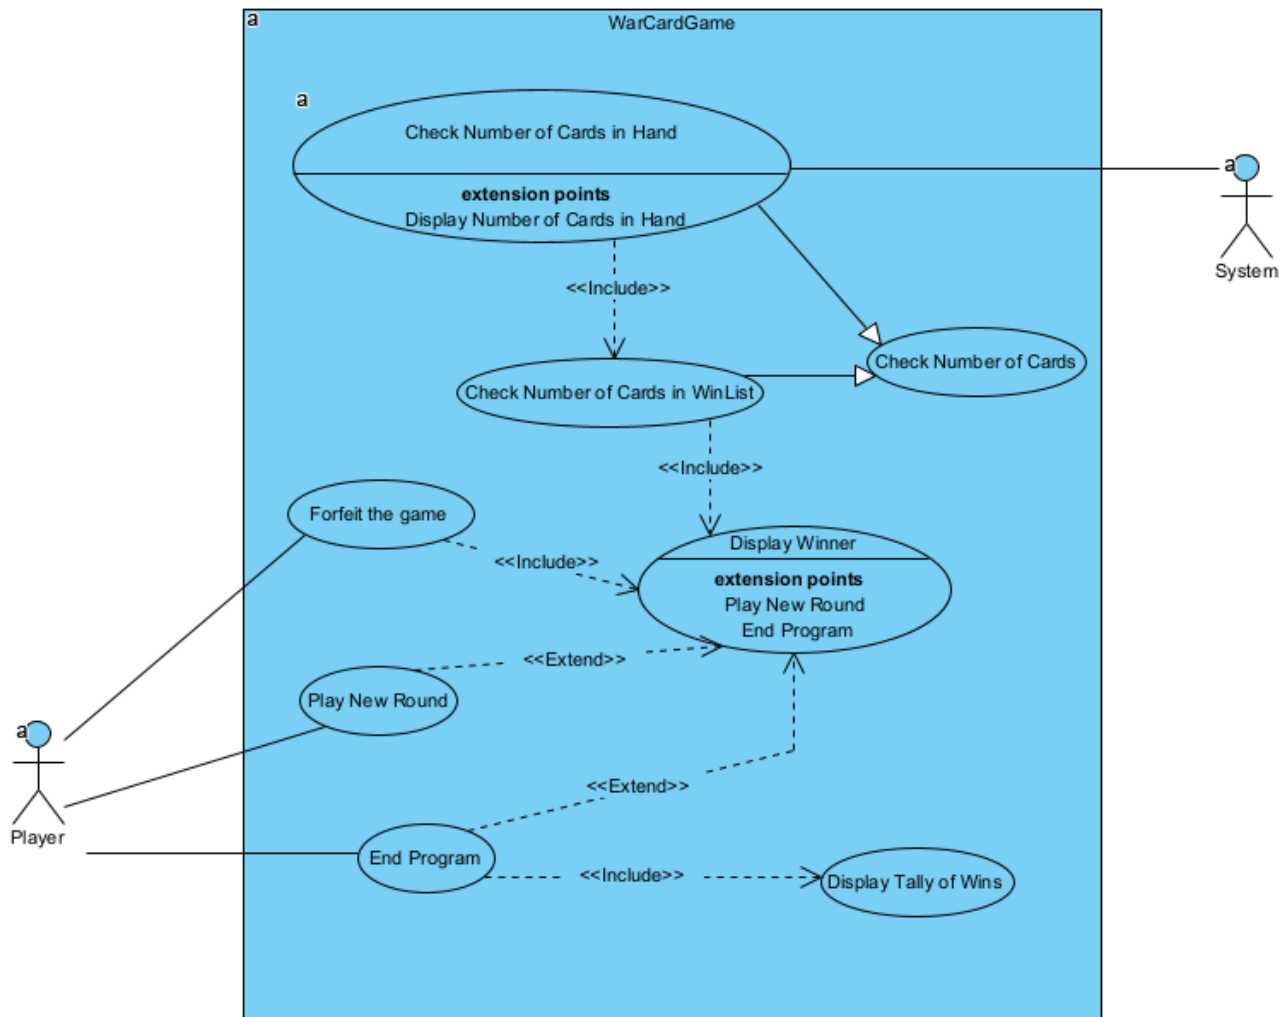 a
WarCardGame
a
Check Number of Cards in Hand
extension points
Display Number of Cards in Hand
a
System
<<Include>>
Check Number of Cards
Check Number of Cards in WinList
<<Include>>
Forfeit the game
<<Include>>
Display Winner
extension points
Play New Round
End Program
<<Extend>>
Play New Round
a
Player
<<Extend>>
End Program
<<Include>>
Display Tally of Wins